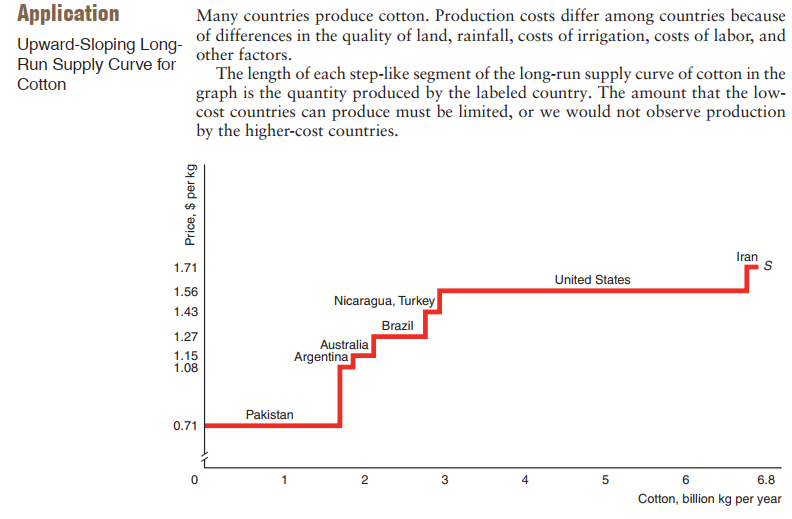 Application
Upward-Sloping Long-
Run Supply Curve for
Cotton
Many countries produce cotton. Production costs differ among countries because
of differences in the quality of land, rainfall, costs of irrigation, costs of labor, and
other factors.
The length of each step-like segment of the long-run supply curve of cotton in the
graph is the quantity produced by the labeled country. The amount that the low-
cost countries can produce must be limited, or we would not observe production
by the higher-cost countries.
Price, $ per kg
1.71
1.56
1.43
1.27
1.15
1.08
0.71
Iran
S
United States
Nicaragua, Turkey
Brazil
Australia
Argentina
Pakistan
0 1 2 3 4 5 6 6.8
Cotton, billion kg per year